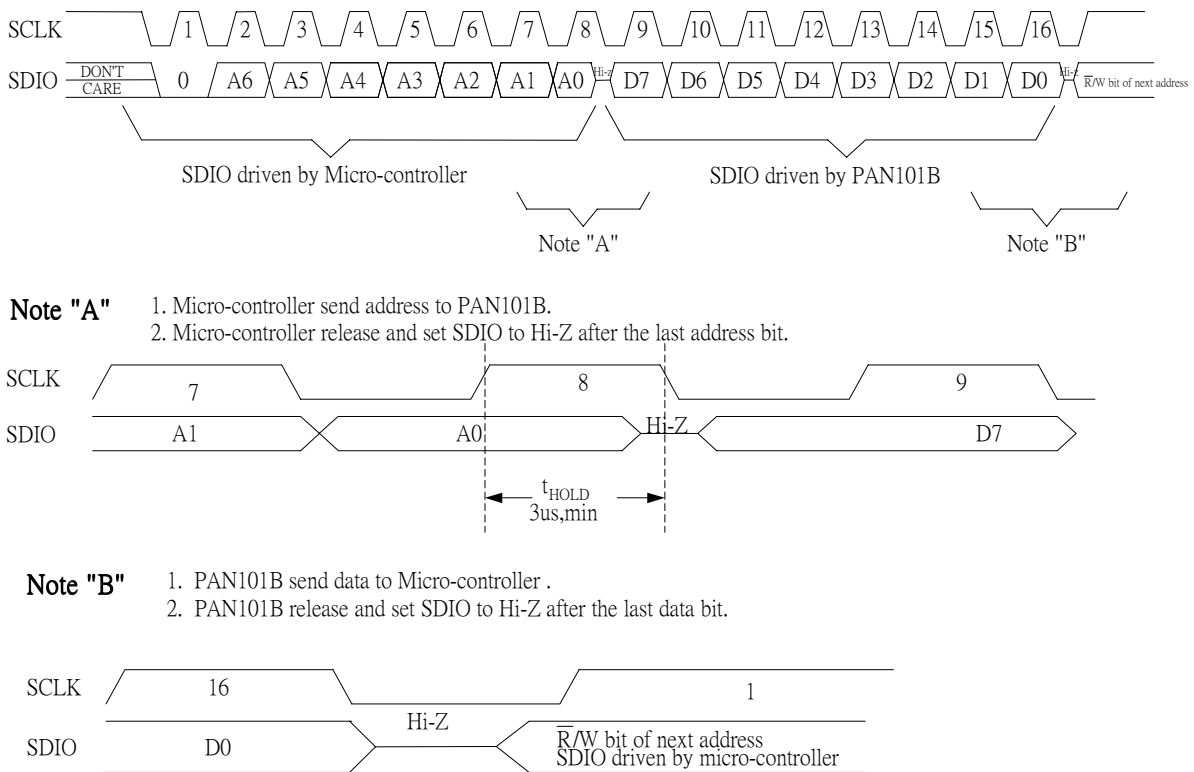 SCLK 1 2 3 4 5 6 7 8 9 10 11 12 13 14 15 16
SDIO DON'T CARE 0 A6 A5 A4 A3 A2 A1 A0 Hi-z D7 D6 D5 D4 D3 D2 D1 D0 Hi-Z R̅/W bit of next address
SDIO driven by Micro-controller SDIO driven by PAN101B
Note "A" Note "B"
Note "A" 1. Micro-controller send address to PAN101B.
2. Micro-controller release and set SDIO to Hi-Z after the last address bit.
SCLK 7 8 9
SDIO A1 A0 Hi-Z D7
tHOLD
3us,min
Note "B" 1. PAN101B send data to Micro-controller .
2. PAN101B release and set SDIO to Hi-Z after the last data bit.
SCLK 16 1
Hi-Z
SDIO D0 R̅/W bit of next address
SDIO driven by micro-controller